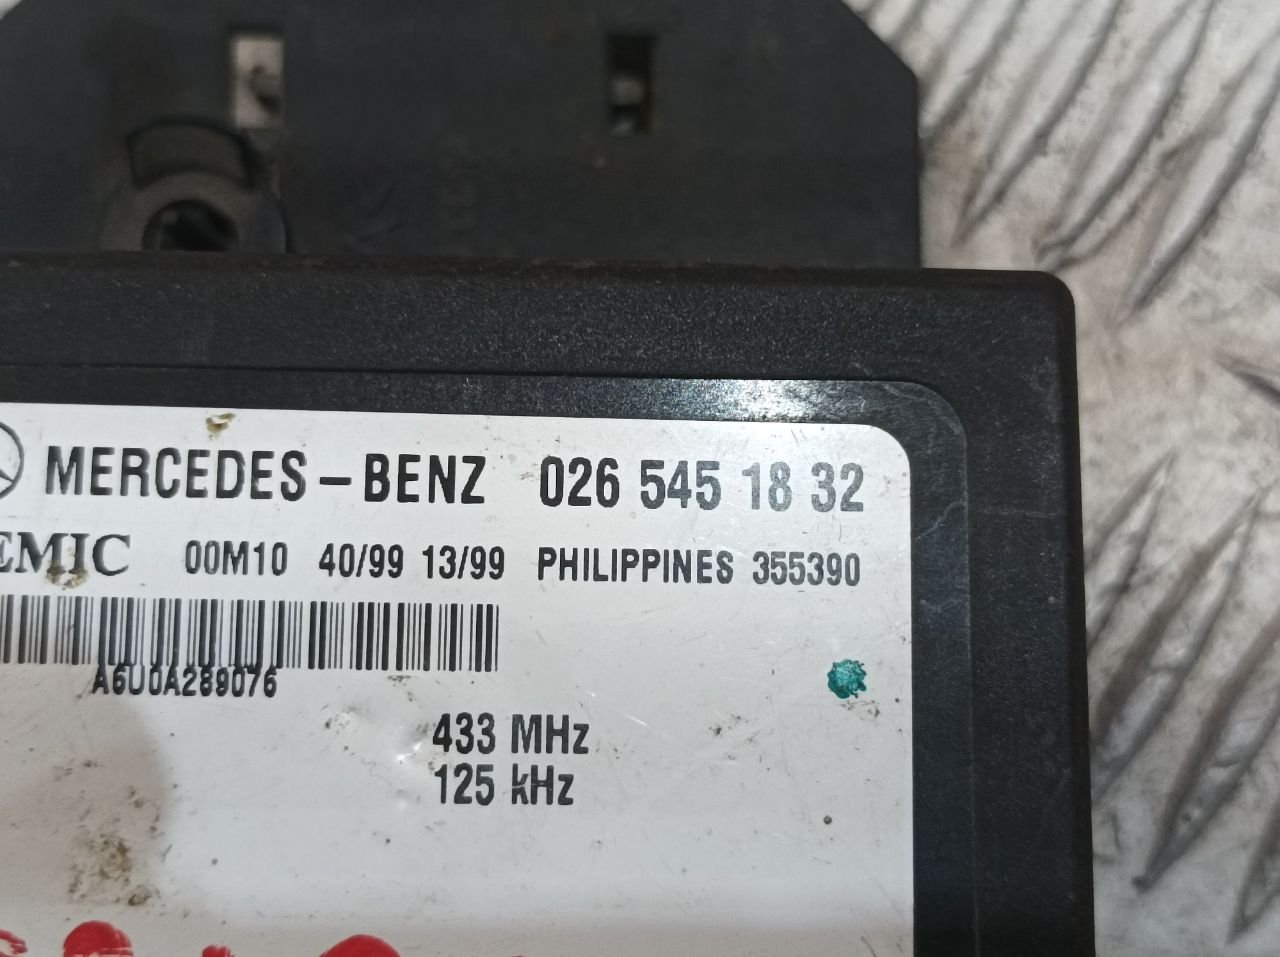 MERCEDES-BENZ 026 545 18 32
EMIC 00M10 40/99 13/99 PHILIPPINES 355390
A6U0A289076
433 MHz
125 kHz